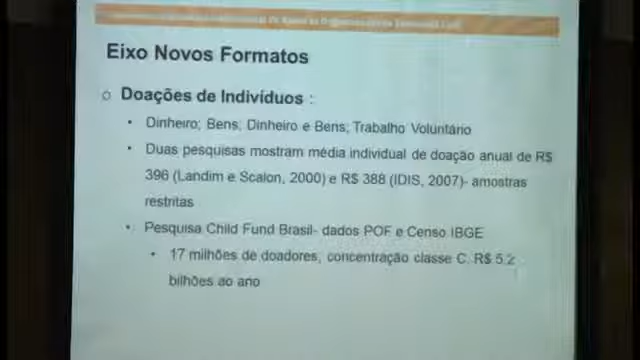 Eixo Novos Formatos
Doações de Indivíduos :
Dinheiro; Bens; Dinheiro e Bens; Trabalho Voluntário
Duas pesquisas mostram média individual de doação anual de R$
396 (Landim e Scalon, 2000) e R$ 388 (IDIS, 2007)- amostras
restritas
Pesquisa Child Fund Brasil- dados POF e Censo IBGE
17 milhões de doadores, concentração classe C. R$ 5.2
bilhões ao ano